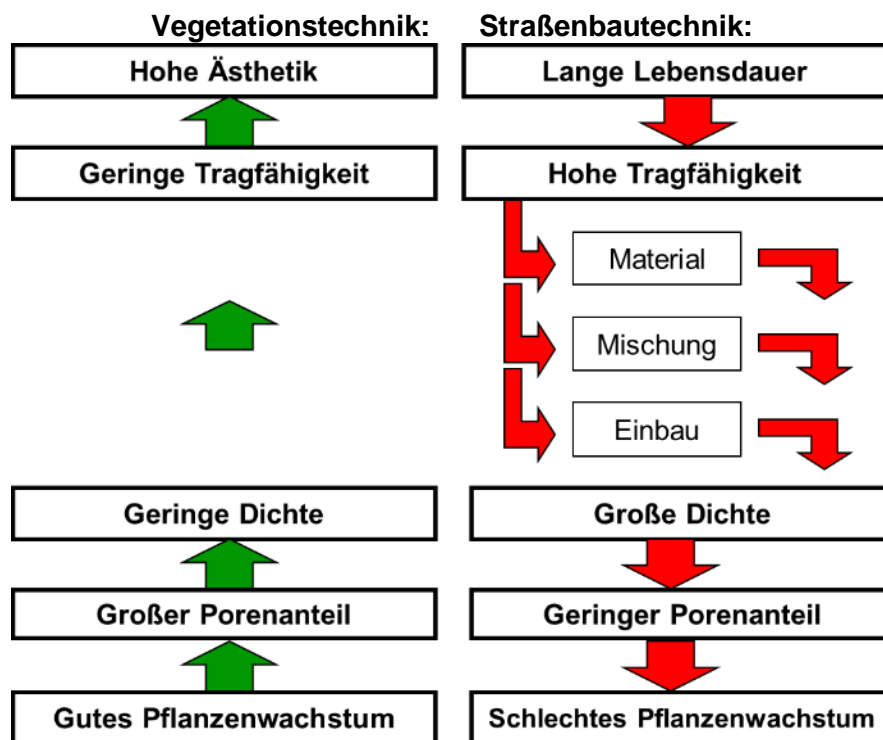 Vegetationstechnik: Straßenbautechnik:
Hohe Ästhetik
Lange Lebensdauer
Geringe Tragfähigkeit
Hohe Tragfähigkeit
Material
Mischung
Einbau
Geringe Dichte
Große Dichte
Großer Porenanteil
Geringer Porenanteil
Gutes Pflanzenwachstum
Schlechtes Pflanzenwachstum